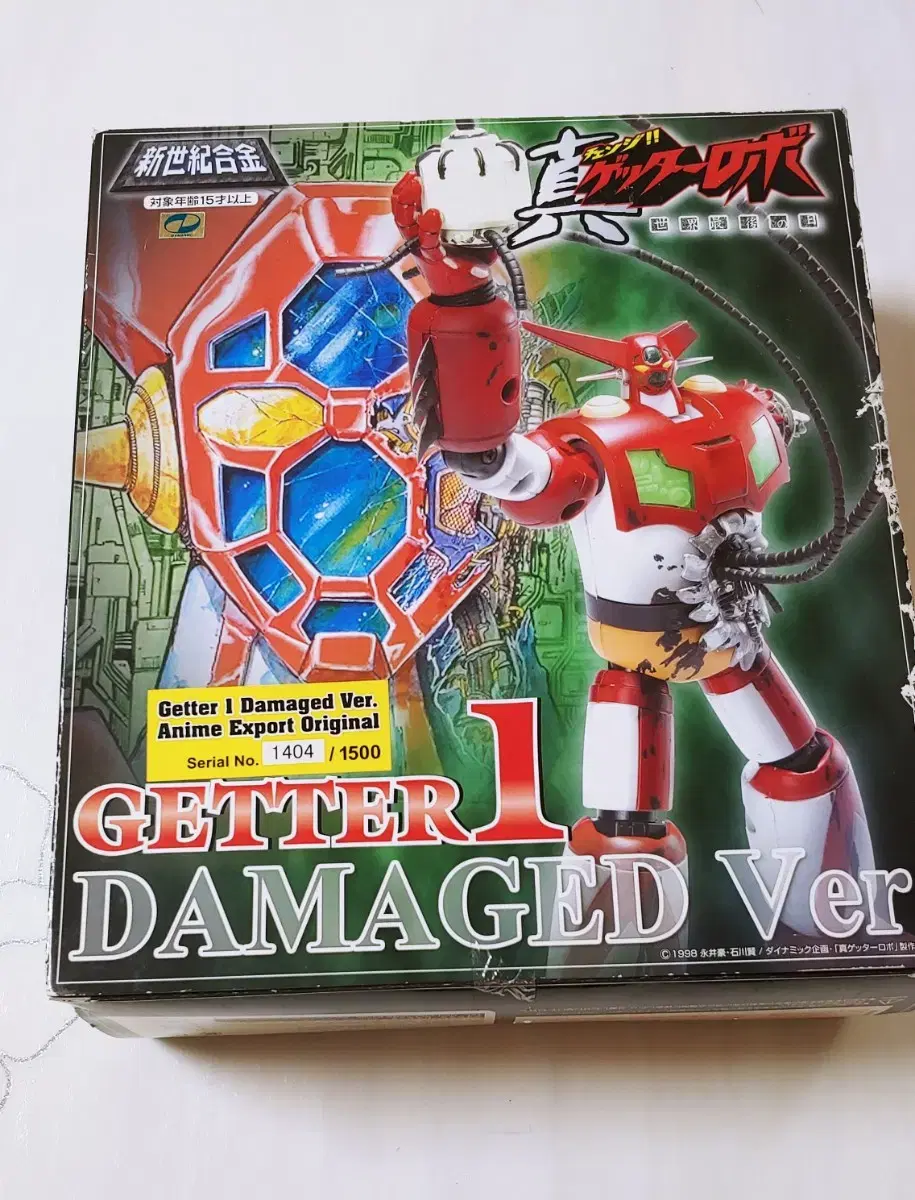 新世紀合金
対象年齢15才以上
チェンジ!!
真ゲッターロボ
世界最後の日
Getter I Damaged Ver.
Anime Export Original
Serial No. 1404 / 1500
GETTER 1
DAMAGED Ver
©1998 永井豪・石川賢 / ダイナミック企画・「真ゲッターロボ」製作